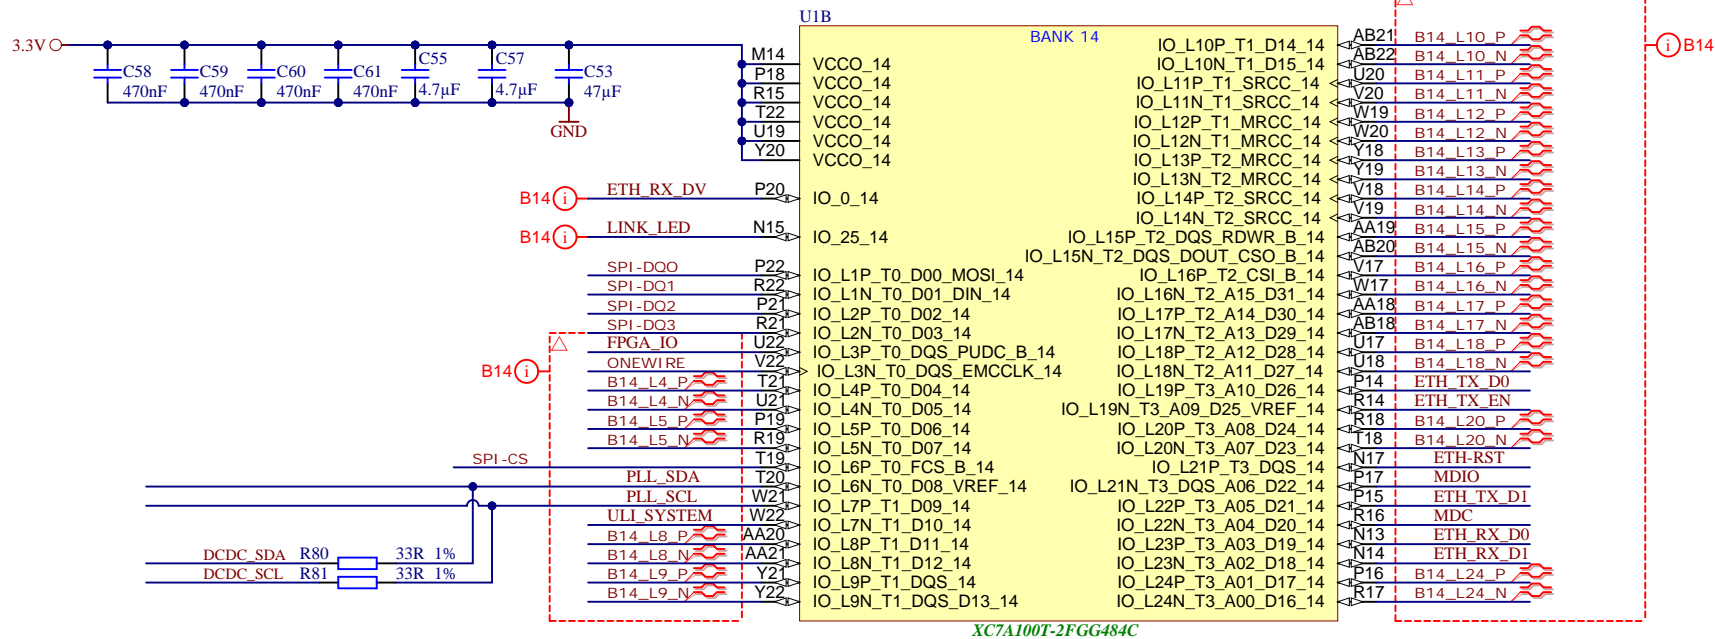 U1B
BANK 14
3.3V
C58
470nF
C59
470nF
C60
470nF
C61
470nF
C55
4.7µF
C57
4.7µF
C53
47µF
GND
M14 VCCO_14
P18 VCCO_14
R15 VCCO_14
T22 VCCO_14
U19 VCCO_14
Y20 VCCO_14
B14 i ETH_RX_DV P20 IO_0_14
B14 i LINK_LED N15 IO_25_14
SPI-DQ0 P22 IO_L1P_T0_D00_MOSI_14
SPI-DQ1 R22 IO_L1N_T0_D01_DIN_14
SPI-DQ2 P21 IO_L2P_T0_D02_14
SPI-DQ3 R21 IO_L2N_T0_D03_14
FPGA_IO U22 IO_L3P_T0_DQS_PUDC_B_14
B14 i
ONEWIRE V22 IO_L3N_T0_DQS_EMCCLK_14
B14_L4_P T21 IO_L4P_T0_D04_14
B14_L4_N U21 IO_L4N_T0_D05_14
B14_L5_P P19 IO_L5P_T0_D06_14
B14_L5_N R19 IO_L5N_T0_D07_14
SPI-CS T19 IO_L6P_T0_FCS_B_14
PLL_SDA T20 IO_L6N_T0_D08_VREF_14
PLL_SCL W21 IO_L7P_T1_D09_14
ULI_SYSTEM W22 IO_L7N_T1_D10_14
B14_L8_P AA20 IO_L8P_T1_D11_14
B14_L8_N AA21 IO_L8N_T1_D12_14
B14_L9_P Y21 IO_L9P_T1_DQS_14
B14_L9_N Y22 IO_L9N_T1_DQS_D13_14
DCDC_SDA R80 33R 1%
DCDC_SCL R81 33R 1%
IO_L10P_T1_D14_14 AB21 B14_L10_P
IO_L10N_T1_D15_14 AB22 B14_L10_N
IO_L11P_T1_SRCC_14 U20 B14_L11_P
IO_L11N_T1_SRCC_14 V20 B14_L11_N
IO_L12P_T1_MRCC_14 W19 B14_L12_P
IO_L12N_T1_MRCC_14 W20 B14_L12_N
IO_L13P_T2_MRCC_14 Y18 B14_L13_P
IO_L13N_T2_MRCC_14 Y19 B14_L13_N
IO_L14P_T2_SRCC_14 V18 B14_L14_P
IO_L14N_T2_SRCC_14 V19 B14_L14_N
IO_L15P_T2_DQS_RDWR_B_14 AA19 B14_L15_P
IO_L15N_T2_DQS_DOUT_CSO_B_14 AB20 B14_L15_N
IO_L16P_T2_CSI_B_14 V17 B14_L16_P
IO_L16N_T2_A15_D31_14 W17 B14_L16_N
IO_L17P_T2_A14_D30_14 AA18 B14_L17_P
IO_L17N_T2_A13_D29_14 AB18 B14_L17_N
IO_L18P_T2_A12_D28_14 U17 B14_L18_P
IO_L18N_T2_A11_D27_14 U18 B14_L18_N
IO_L19P_T3_A10_D26_14 P14 ETH_TX_D0
IO_L19N_T3_A09_D25_VREF_14 R14 ETH_TX_EN
IO_L20P_T3_A08_D24_14 R18 B14_L20_P
IO_L20N_T3_A07_D23_14 T18 B14_L20_N
IO_L21P_T3_DQS_14 N17 ETH-RST
IO_L21N_T3_DQS_A06_D22_14 P17 MDIO
IO_L22P_T3_A05_D21_14 P15 ETH_TX_D1
IO_L22N_T3_A04_D20_14 R16 MDC
IO_L23P_T3_A03_D19_14 N13 ETH_RX_D0
IO_L23N_T3_A02_D18_14 N14 ETH_RX_D1
IO_L24P_T3_A01_D17_14 P16 B14_L24_P
IO_L24N_T3_A00_D16_14 R17 B14_L24_N
i B14
XC7A100T-2FGG484C